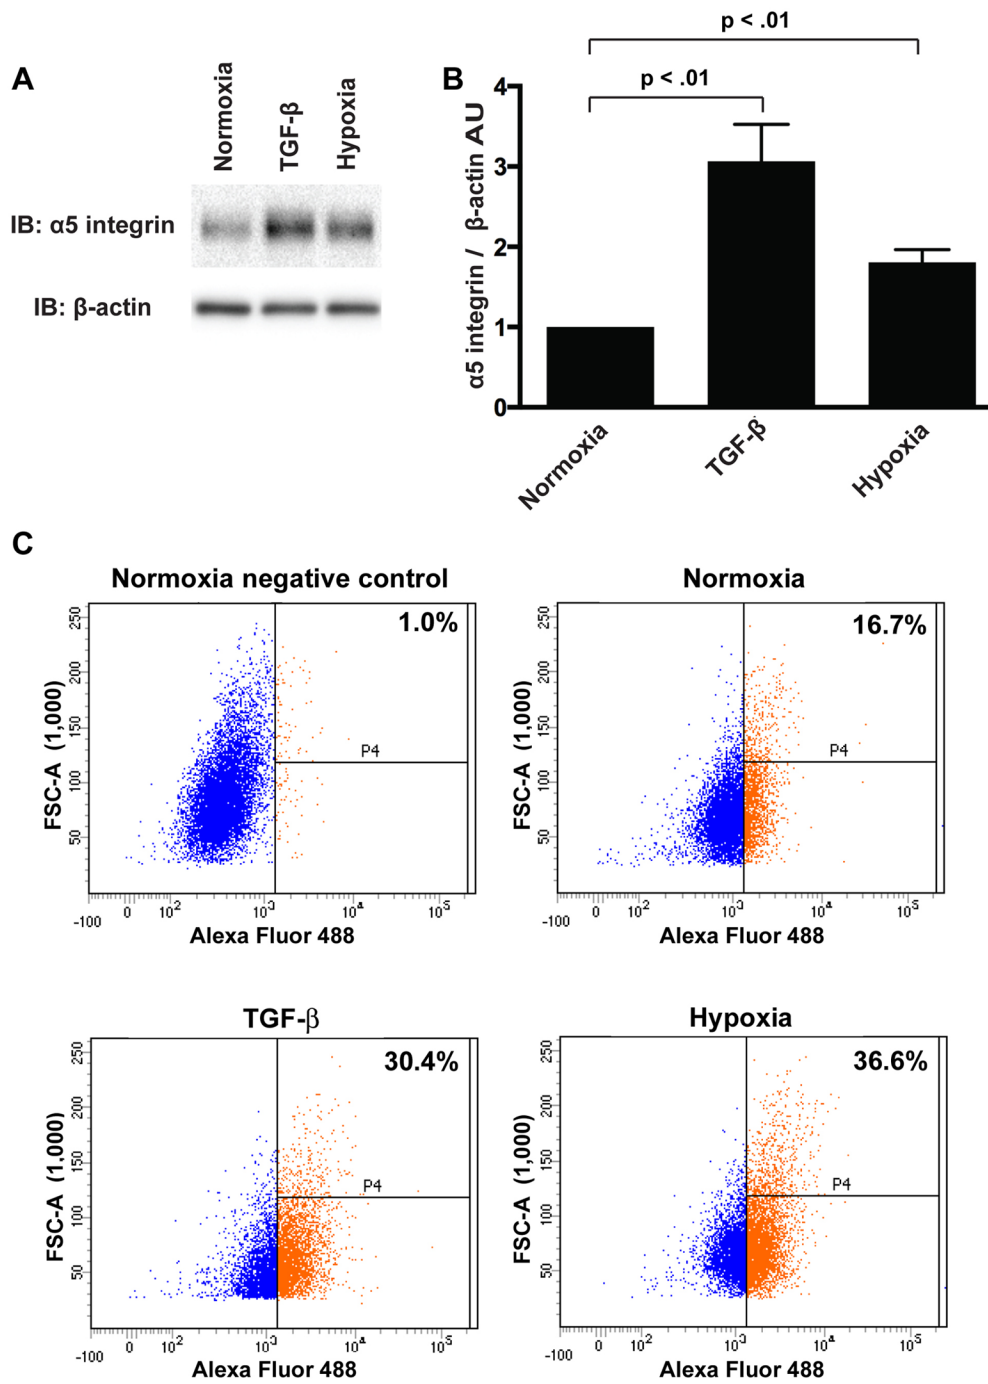 A
Normoxia
TGF-β
Hypoxia
IB: α5 integrin
IB: β-actin
B
p < .01
p < .01
α5 integrin / β-actin AU
4
3
2
1
0
Normoxia
TGF-β
Hypoxia
C
Normoxia negative control
1.0%
FSC-A (1,000)
250
200
150
100
50
P4
-100 0 10² 10³ 10⁴ 10⁵
Alexa Fluor 488
Normoxia
16.7%
FSC-A (1,000)
250
200
150
100
50
P4
-100 0 10² 10³ 10⁴ 10⁵
Alexa Fluor 488
TGF-β
30.4%
FSC-A (1,000)
250
200
150
100
50
P4
-100 0 10² 10³ 10⁴ 10⁵
Alexa Fluor 488
Hypoxia
36.6%
FSC-A (1,000)
250
200
150
100
50
P4
-100 0 10² 10³ 10⁴ 10⁵
Alexa Fluor 488